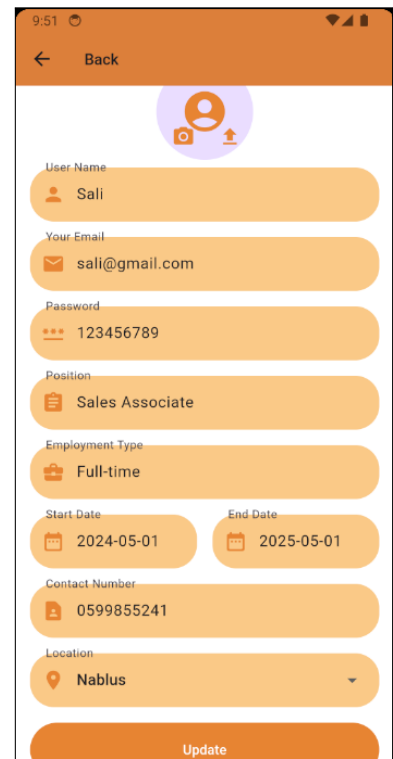 9:51
Back
User Name
Sali
Your Email
sali@gmail.com
Password
123456789
Position
Sales Associate
Employment Type
Full-time
Start Date End Date
2024-05-01 2025-05-01
Contact Number
0599855241
Location
Nablus
Update